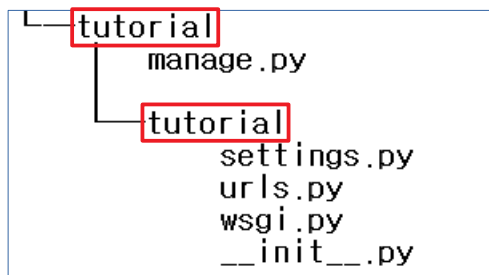 tutorial
manage.py
tutorial
settings.py
urls.py
wsgi.py
__init__.py